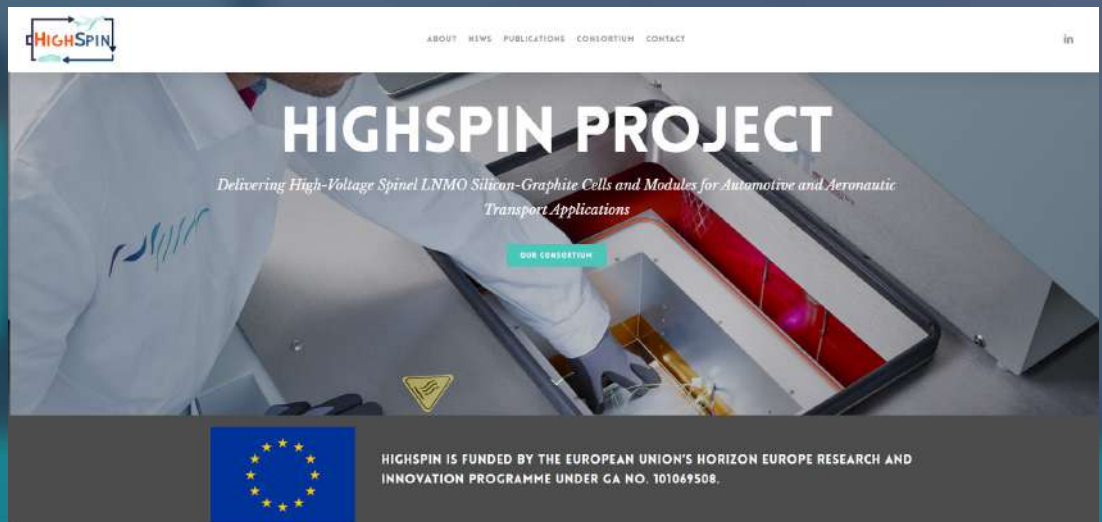 HIGHSPIN
ABOUT NEWS PUBLICATIONS CONSORTIUM CONTACT
in
HIGHSPIN PROJECT
Delivering High-Voltage Spinel LNMO Silicon-Graphite Cells and Modules for Automotive and Aeronautic
Transport Applications
OUR CONSORTIUM
HIGHSPIN IS FUNDED BY THE EUROPEAN UNION'S HORIZON EUROPE RESEARCH AND
INNOVATION PROGRAMME UNDER GA NO. 101069508.